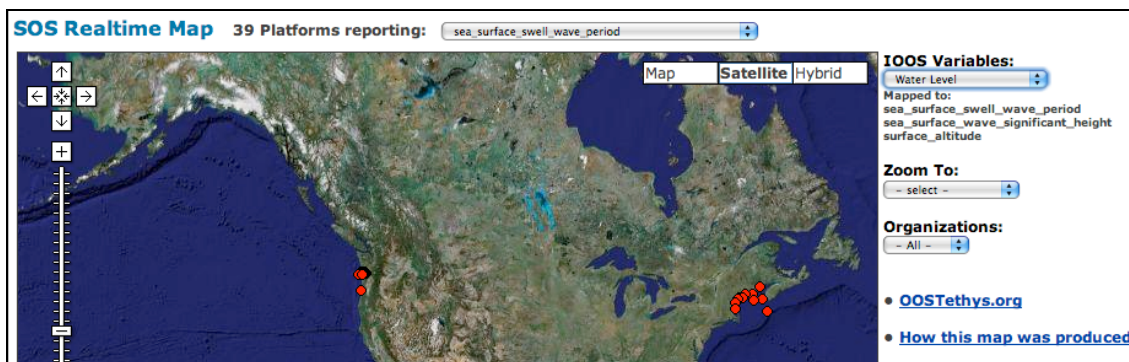 SOS Realtime Map 39 Platforms reporting: sea_surface_swell_wave_period
Map Satellite Hybrid
IOOS Variables:
Water Level
Mapped to:
sea_surface_swell_wave_period
sea_surface_wave_significant_height
surface_altitude
Zoom To:
- select -
Organizations:
- All -
• OOSTethys.org
• How this map was produced